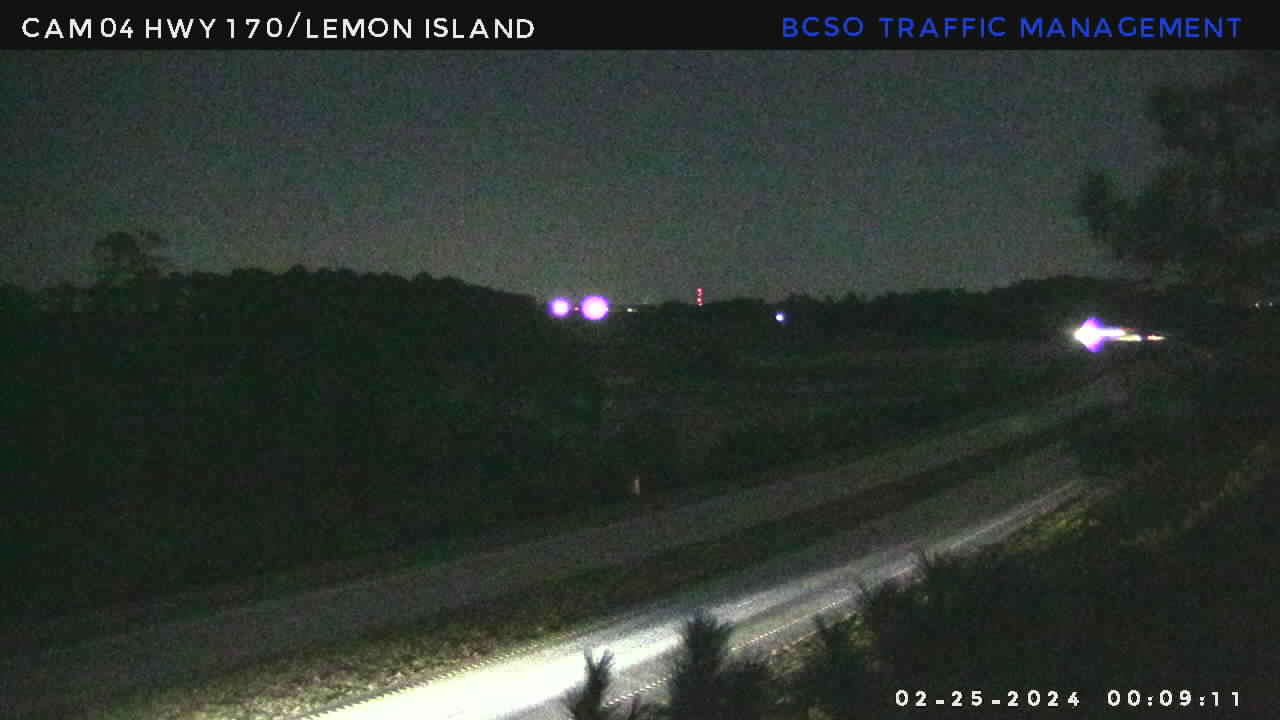 CAM04 HWY 170/LEMON ISLAND
BCSO TRAFFIC MANAGEMENT
02-25-2024 00:09:11